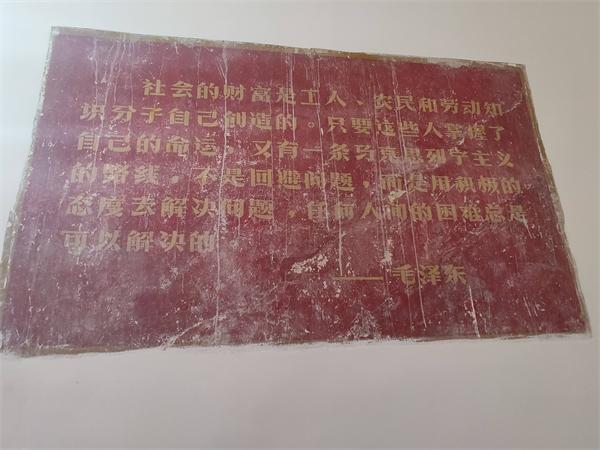 社会的财富是工人、农民和劳动知
识分子自己创造的。只要这些人掌握了
自己的命运，又有一条马克思列宁主义
的路线，不是回避问题，而是用积极的
态度去解决问题，任何人间的困难总是
可以解决的。
——毛泽东